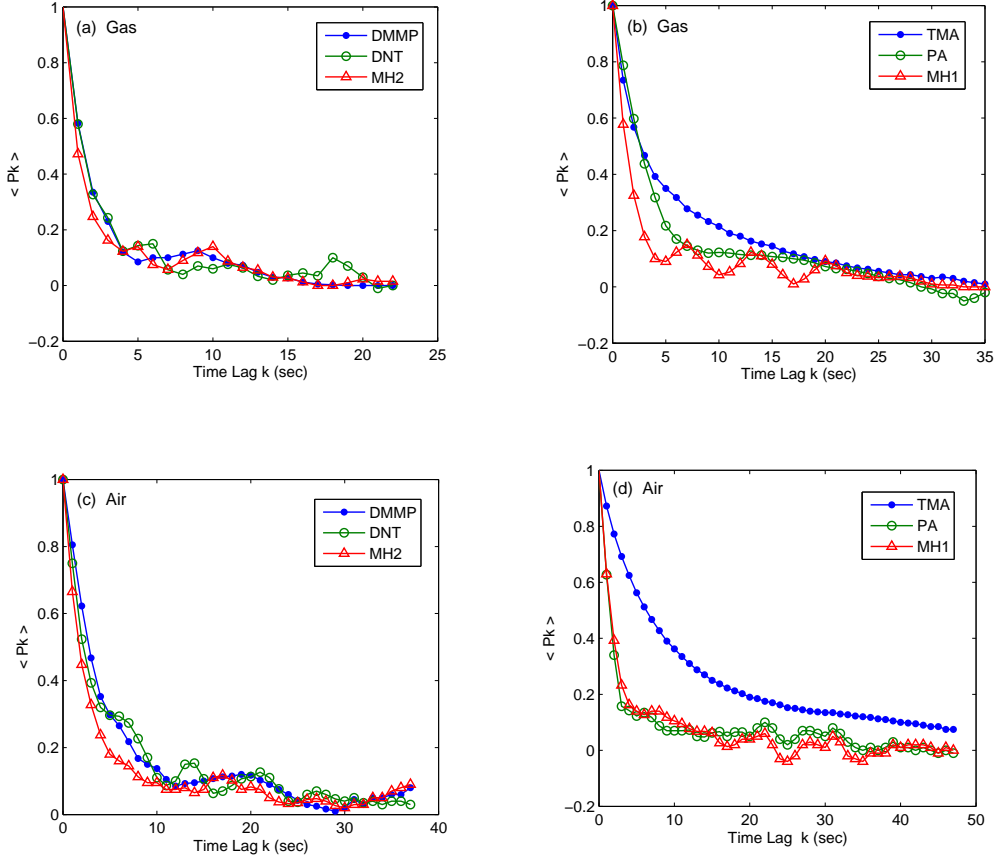 (a) Gas
DMMP
DNT
MH2
< Pk >
1
0.8
0.6
0.4
0.2
0
−0.2
0 5 10 15 20 25
Time Lag k (sec)
(b) Gas
TMA
PA
MH1
< Pk >
1
0.8
0.6
0.4
0.2
0
−0.2
0 5 10 15 20 25 30 35
Time Lag k (sec)
(c) Air
DMMP
DNT
MH2
< Pk >
1
0.8
0.6
0.4
0.2
0
0 10 20 30 40
Time Lag k (sec)
(d) Air
TMA
PA
MH1
< Pk >
1
0.8
0.6
0.4
0.2
0
−0.2
0 10 20 30 40 50
Time Lag k (sec)